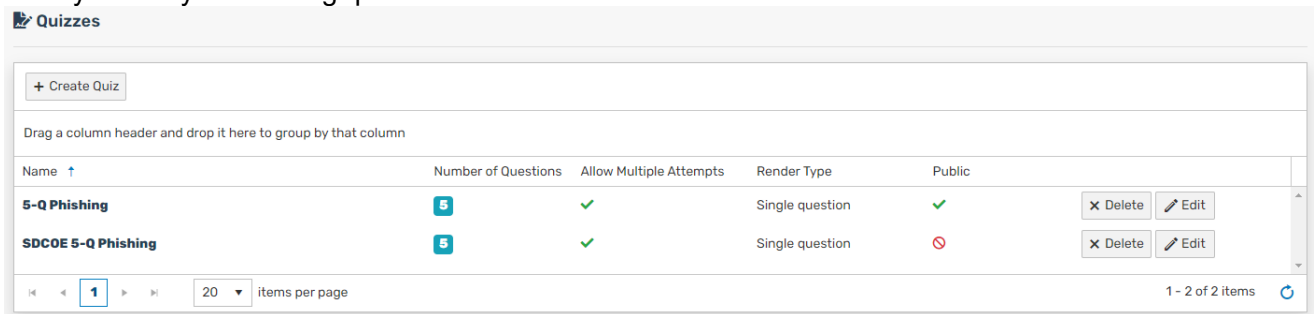 Quizzes
+ Create Quiz
Drag a column header and drop it here to group by that column
Name ↑ Number of Questions Allow Multiple Attempts Render Type Public
5-Q Phishing 5 Single question Delete Edit
SDCOE 5-Q Phishing 5 Single question Delete Edit
1 20 items per page 1 - 2 of 2 items